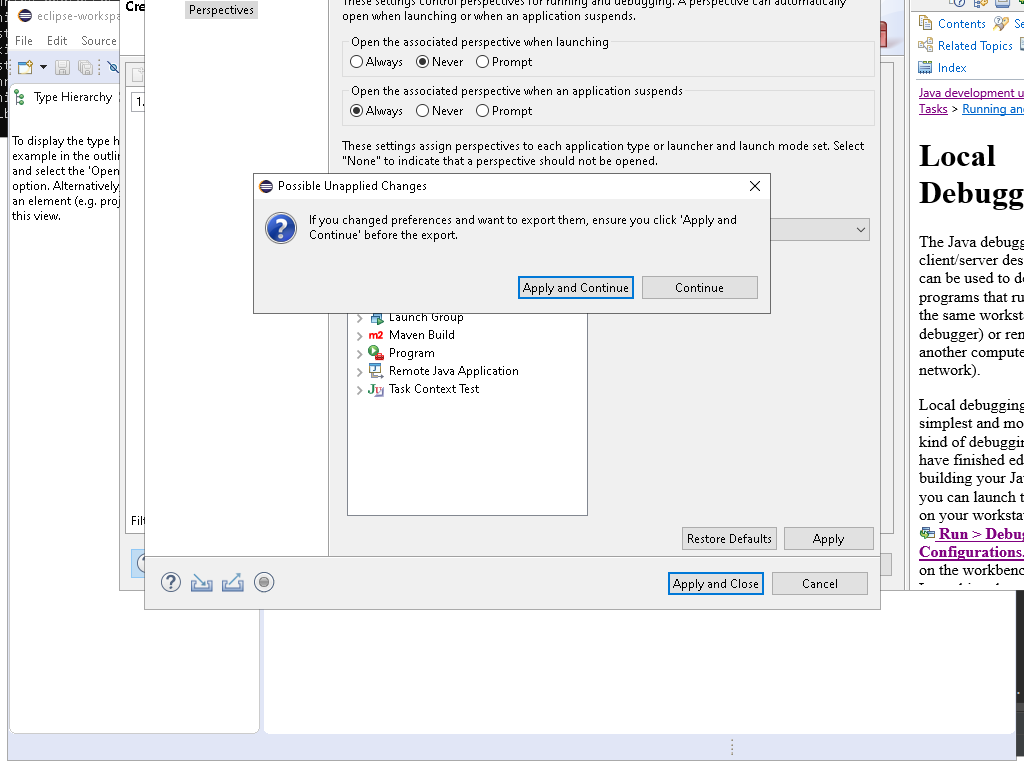 eclipse-workspa
File Edit Source
Type Hierarchy
To display the type h
example in the outlin
and select the 'Open
option. Alternatively
an element (e.g. proj
this view.
Cre
1.
Filt
Perspectives
These settings control perspectives for running and debugging. A perspective can automatically
open when launching or when an application suspends.
Open the associated perspective when launching
Always Never Prompt
Open the associated perspective when an application suspends
Always Never Prompt
These settings assign perspectives to each application type or launcher and launch mode set. Select
"None" to indicate that a perspective should not be opened.
Possible Unapplied Changes
If you changed preferences and want to export them, ensure you click 'Apply and
Continue' before the export.
Apply and Continue Continue
Launch Group
m2 Maven Build
Program
Remote Java Application
Task Context Test
Restore Defaults Apply
Apply and Close Cancel
Contents Se
Related Topics
Index
Java development u
Tasks > Running and
Local
Debugg
The Java debugg
client/server des
can be used to de
programs that ru
the same worksta
debugger) or rem
another compute
network).
Local debugging
simplest and mo
kind of debuggin
have finished ed
building your Ja
you can launch t
on your worksta
Run > Debug
Configurations.
on the workbenc